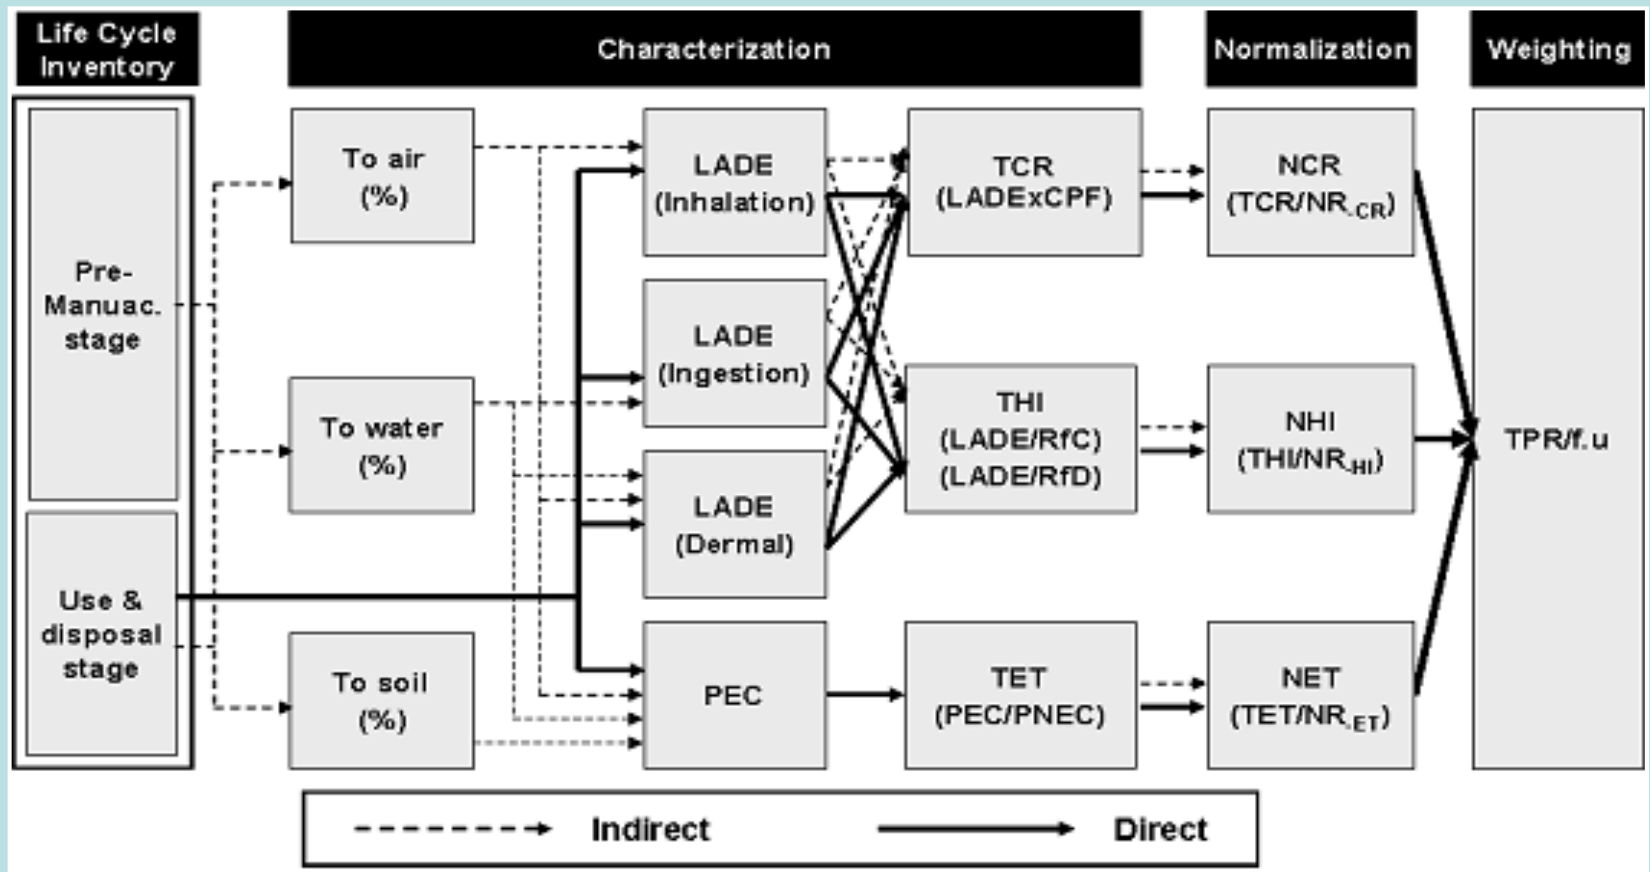 Life Cycle
Inventory
Characterization
Normalization
Weighting
Pre-
Manuac.
stage
Use &
disposal
stage
To air
(%)
To water
(%)
To soil
(%)
LADE
(Inhalation)
LADE
(Ingestion)
LADE
(Dermal)
PEC
TCR
(LADExCPF)
THI
(LADE/RfC)
(LADE/RfD)
TET
(PEC/PNEC)
NCR
(TCR/NR-CR)
NHI
(THI/NR-HI)
NET
(TET/NR-ET)
TPR/f.u
Indirect
Direct